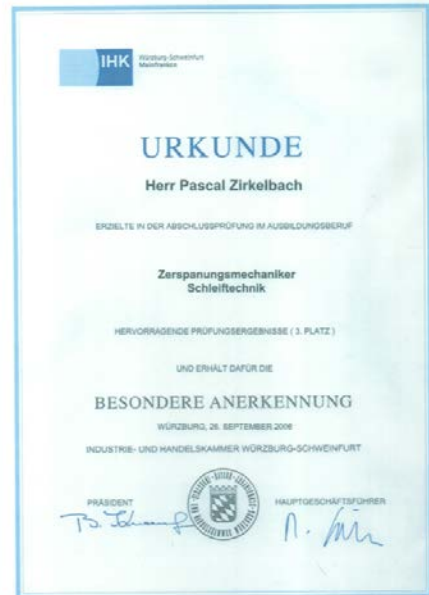 IHK
Würzburg-Schweinfurt
Mainfranken
URKUNDE
Herr Pascal Zirkelbach
ERZIELTE IN DER ABSCHLUSSPRÜFUNG IM AUSBILDUNGSBERUF
Zerspanungsmechaniker
Schleiftechnik
HERVORRAGENDE PRÜFUNGSERGEBNISSE ( 3. PLATZ )
UND ERHÄLT DAFÜR DIE
BESONDERE ANERKENNUNG
WÜRZBURG, 26. SEPTEMBER 2006
INDUSTRIE- UND HANDELSKAMMER WÜRZBURG-SCHWEINFURT
PRÄSIDENT
HAUPTGESCHÄFTSFÜHRER